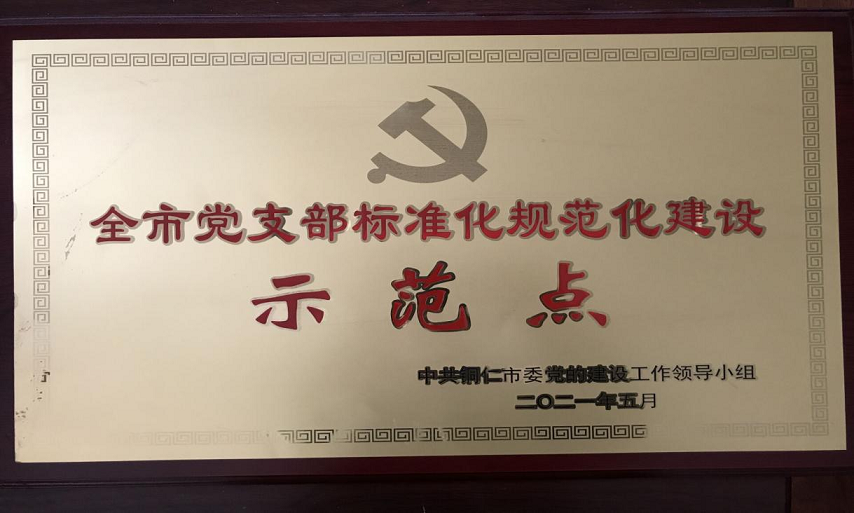 全市党支部标准化规范化建设
示范点
中共铜仁市委党的建设工作领导小组
二〇二一年五月